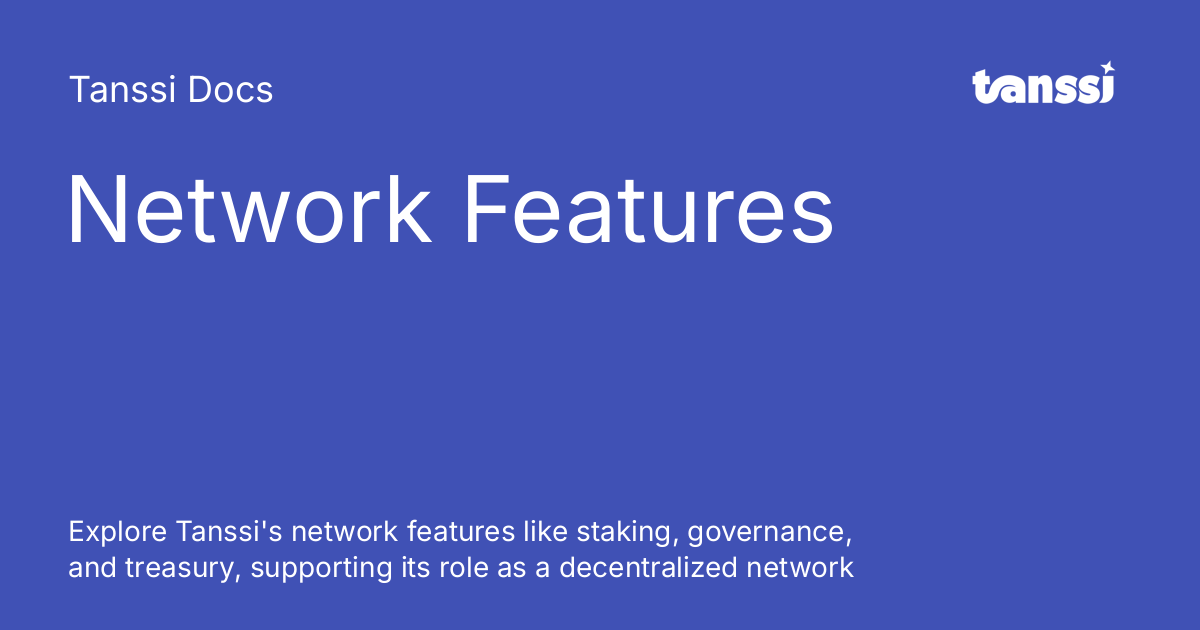 Tanssi Docs
tanssi
Network Features
Explore Tanssi's network features like staking, governance,
and treasury, supporting its role as a decentralized network